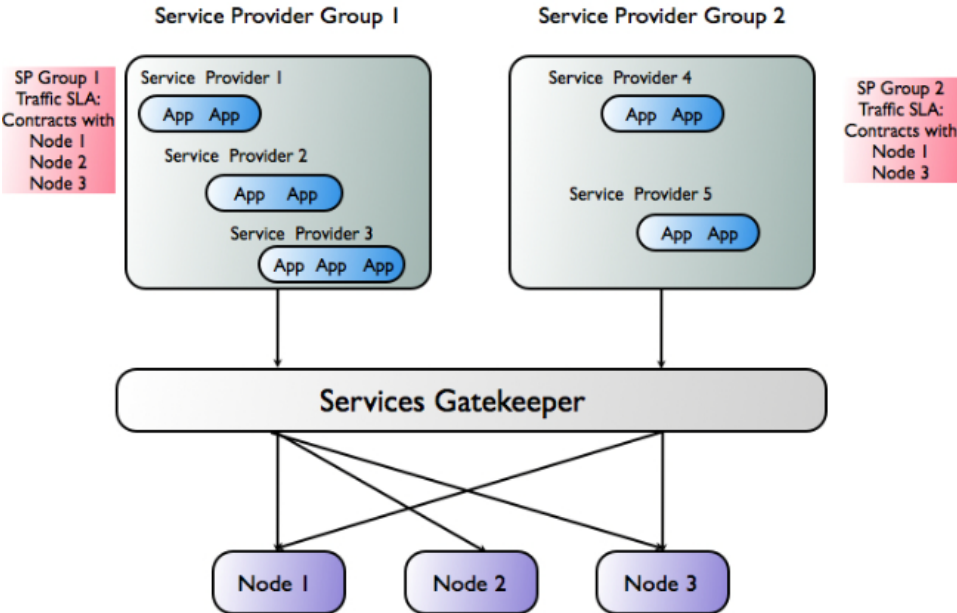 Service Provider Group 1
Service Provider Group 2
SP Group 1
Traffic SLA:
Contracts with
Node 1
Node 2
Node 3
Service Provider 1
App App
Service Provider 2
App App
Service Provider 3
App App App
Service Provider 4
App App
Service Provider 5
App App
SP Group 2
Traffic SLA:
Contracts with
Node 1
Node 3
Services Gatekeeper
Node 1
Node 2
Node 3